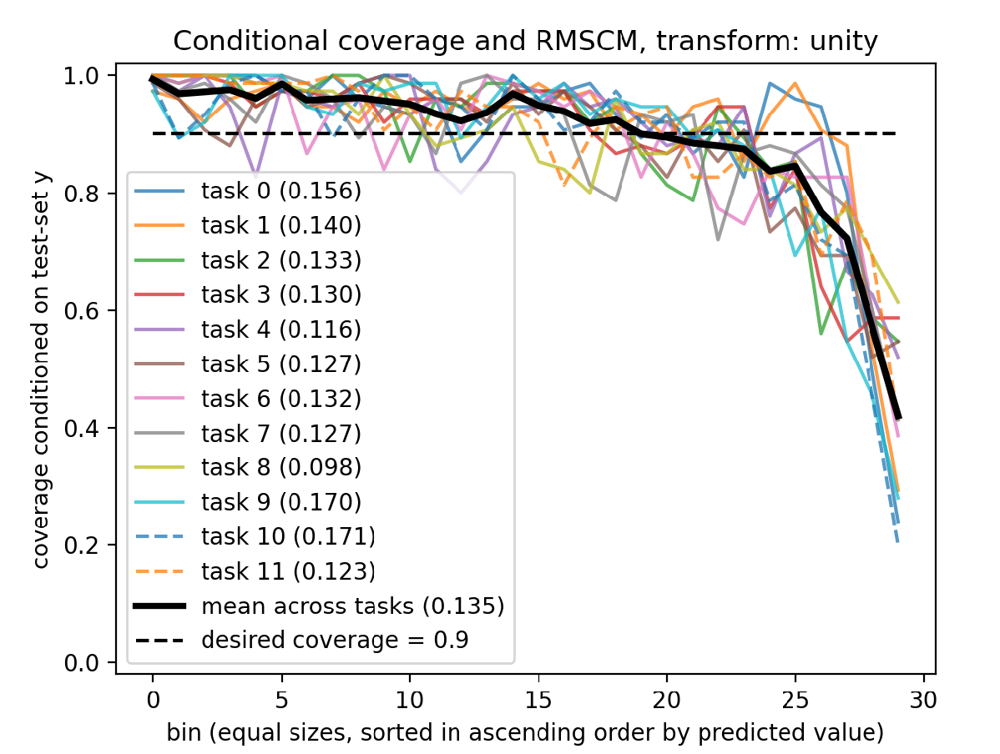 Conditional coverage and RMSCM, transform: unity
coverage conditioned on test-set y
1.0
0.8
0.6
0.4
0.2
0.0
task 0 (0.156)
task 1 (0.140)
task 2 (0.133)
task 3 (0.130)
task 4 (0.116)
task 5 (0.127)
task 6 (0.132)
task 7 (0.127)
task 8 (0.098)
task 9 (0.170)
task 10 (0.171)
task 11 (0.123)
mean across tasks (0.135)
desired coverage = 0.9
0 5 10 15 20 25 30
bin (equal sizes, sorted in ascending order by predicted value)